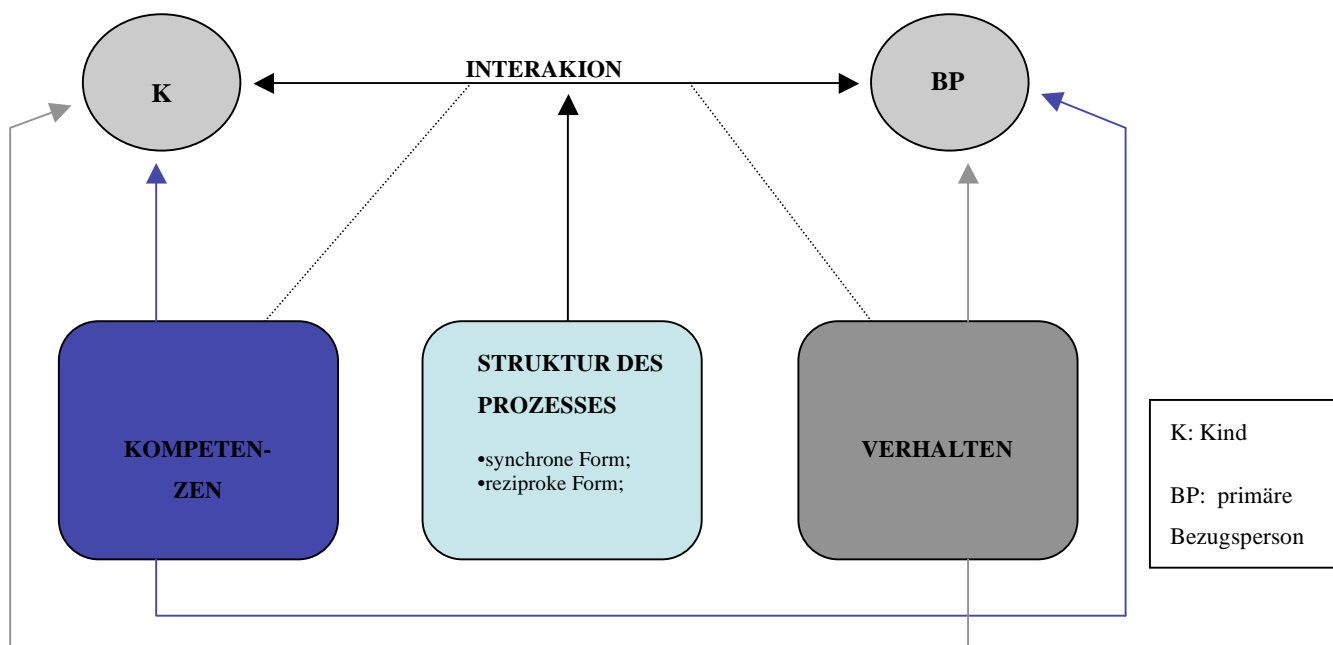 INTERAKION
K
BP
STRUKTUR DES
PROZESSES
•synchrone Form;
•reziproke Form;
KOMPETEN-
ZEN
VERHALTEN
K: Kind
BP: primäre
Bezugsperson